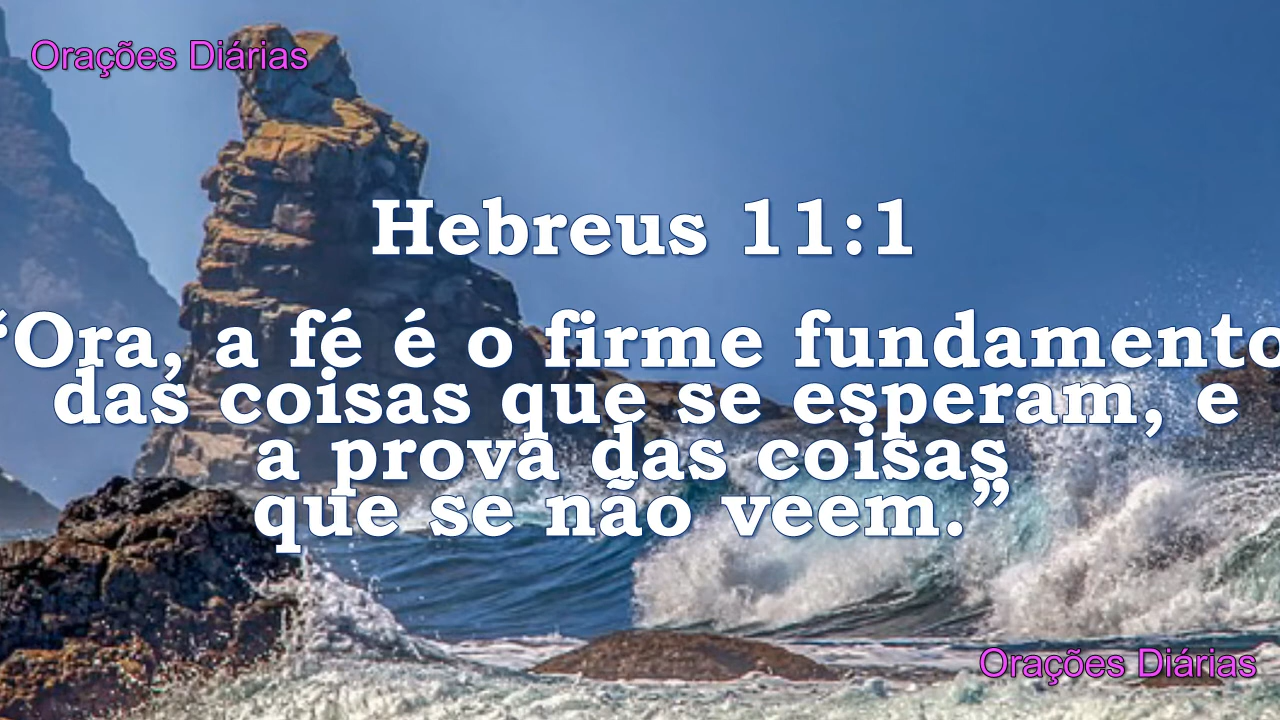 Orações Diárias
Hebreus 11:1
“Ora, a fé é o firme fundamento
das coisas que se esperam, e
a prova das coisas
que se não veem.”
Orações Diárias